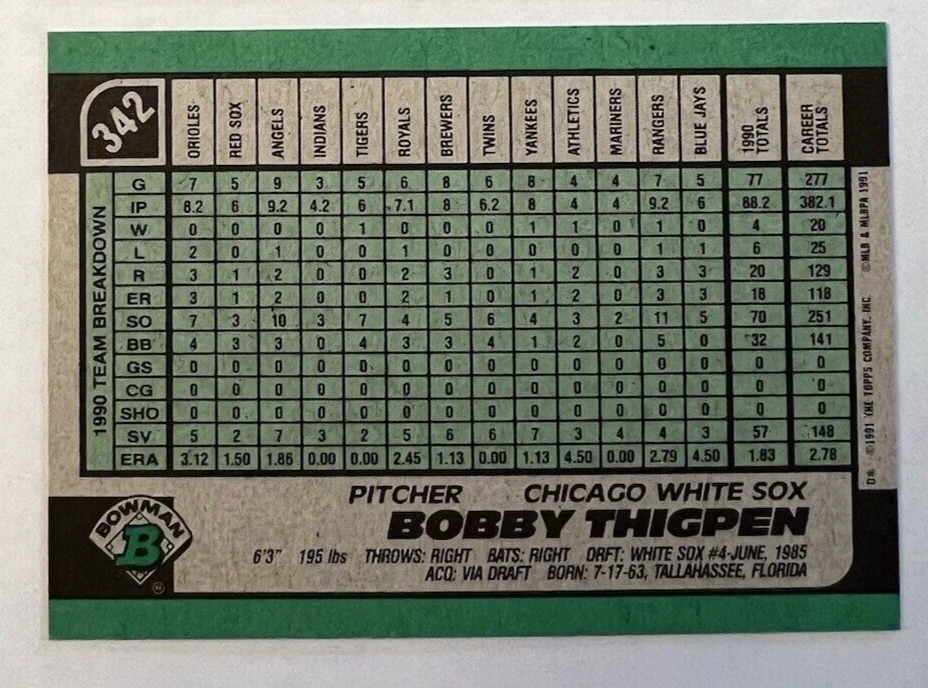 342 ORIOLES RED SOX ANGELS INDIANS TIGERS ROYALS BREWERS TWINS YANKEES ATHLETICS MARINERS RANGERS BLUE JAYS 1990 TOTALS CAREER TOTALS
1990 TEAM BREAKDOWN
G 7 5 9 3 5 6 8 6 8 4 4 7 5 77 277
IP 8.2 6 9.2 4.2 6 7.1 8 6.2 8 4 4 9.2 6 88.2 382.1
W 0 0 0 0 1 0 0 0 1 1 0 1 0 4 20
L 2 0 1 0 0 1 0 0 0 0 0 1 1 6 25
R 3 1 2 0 0 2 3 0 1 2 0 3 3 20 129
ER 3 1 2 0 0 2 1 0 1 2 0 3 3 18 118
SO 7 3 10 3 7 4 5 6 4 3 2 11 5 70 251
BB 4 3 3 0 4 3 3 4 1 2 0 5 0 32 141
GS 0 0 0 0 0 0 0 0 0 0 0 0 0 0 0
CG 0 0 0 0 0 0 0 0 0 0 0 0 0 0 0
SHO 0 0 0 0 0 0 0 0 0 0 0 0 0 0 0
SV 5 2 7 3 2 5 6 6 7 3 4 4 3 57 148
ERA 3.12 1.50 1.86 0.00 0.00 2.45 1.13 0.00 1.13 4.50 0.00 2.79 4.50 1.83 2.78
D* ©1991 THE TOPPS COMPANY, INC. ©MLB & MLBPA 1991
BOWMAN
B
®
PITCHER CHICAGO WHITE SOX
BOBBY THIGPEN
6'3" 195 lbs THROWS: RIGHT BATS: RIGHT DRFT: WHITE SOX #4-JUNE, 1985
ACQ: VIA DRAFT BORN: 7-17-63, TALLAHASSEE, FLORIDA